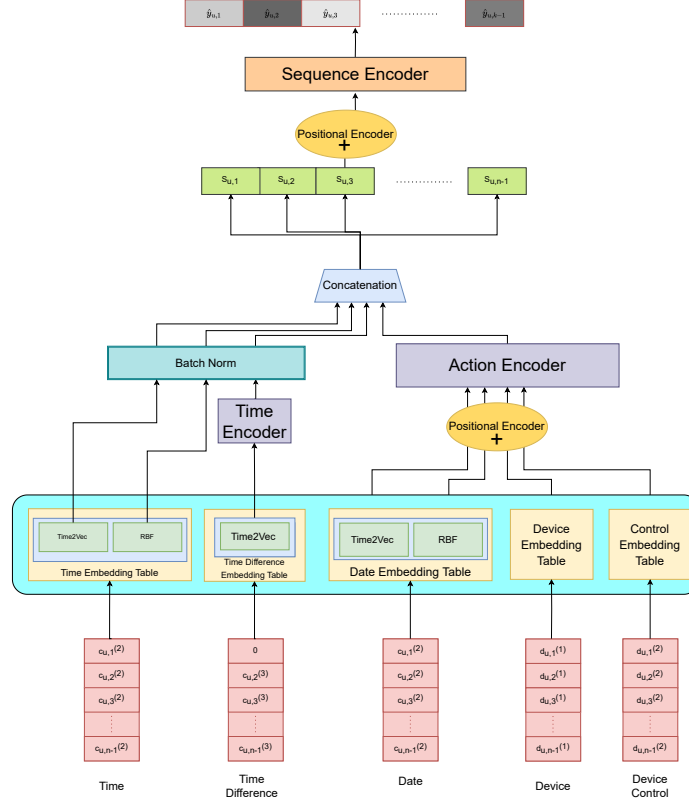 ŷu,1 ŷu,2 ŷu,3 ................ ŷu,k−1
Sequence Encoder
Positional Encoder
+
Su,1 Su,2 Su,3 ................ Su,n-1
Concatenation
Batch Norm
Action Encoder
Time
Encoder
Positional Encoder
+
Time2Vec RBF
Time Embedding Table
Time2Vec
Time Difference
Embedding Table
Time2Vec RBF
Date Embedding Table
Device
Embedding
Table
Control
Embedding
Table
cu,1(2) 0 cu,1(2) du,1(1) du,1(2)
cu,2(2) cu,2(3) cu,2(2) du,2(1) du,2(2)
cu,3(2) cu,3(3) cu,3(2) du,3(1) du,3(2)
cu,n-1(2) cu,n-1(3) cu,n-1(2) du,n-1(1) du,n-1(2)
Time
Time
Difference
Date
Device
Device
Control